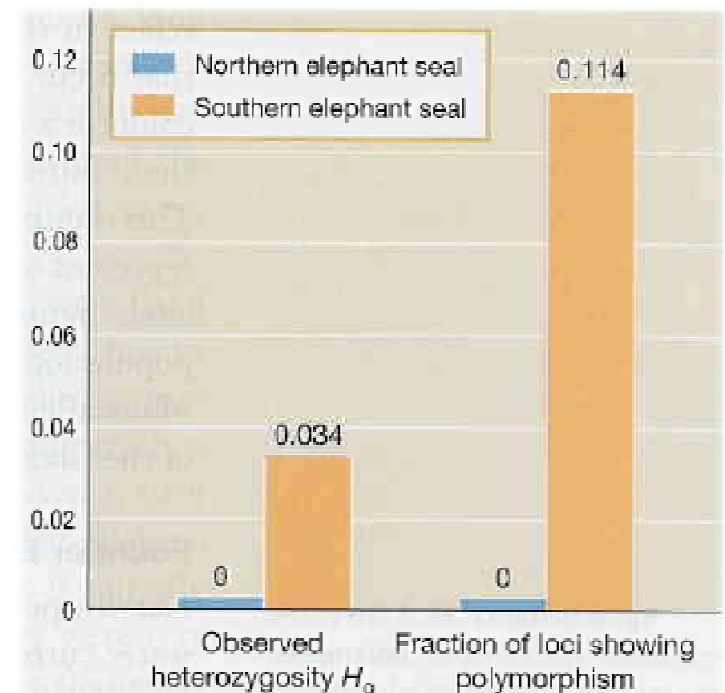 0.12
0.10
0.08
0.06
0.04
0.02
0
Northern elephant seal
Southern elephant seal
0
0.034
0
0.114
Observed
heterozygosity Hₒ
Fraction of loci showing
polymorphism